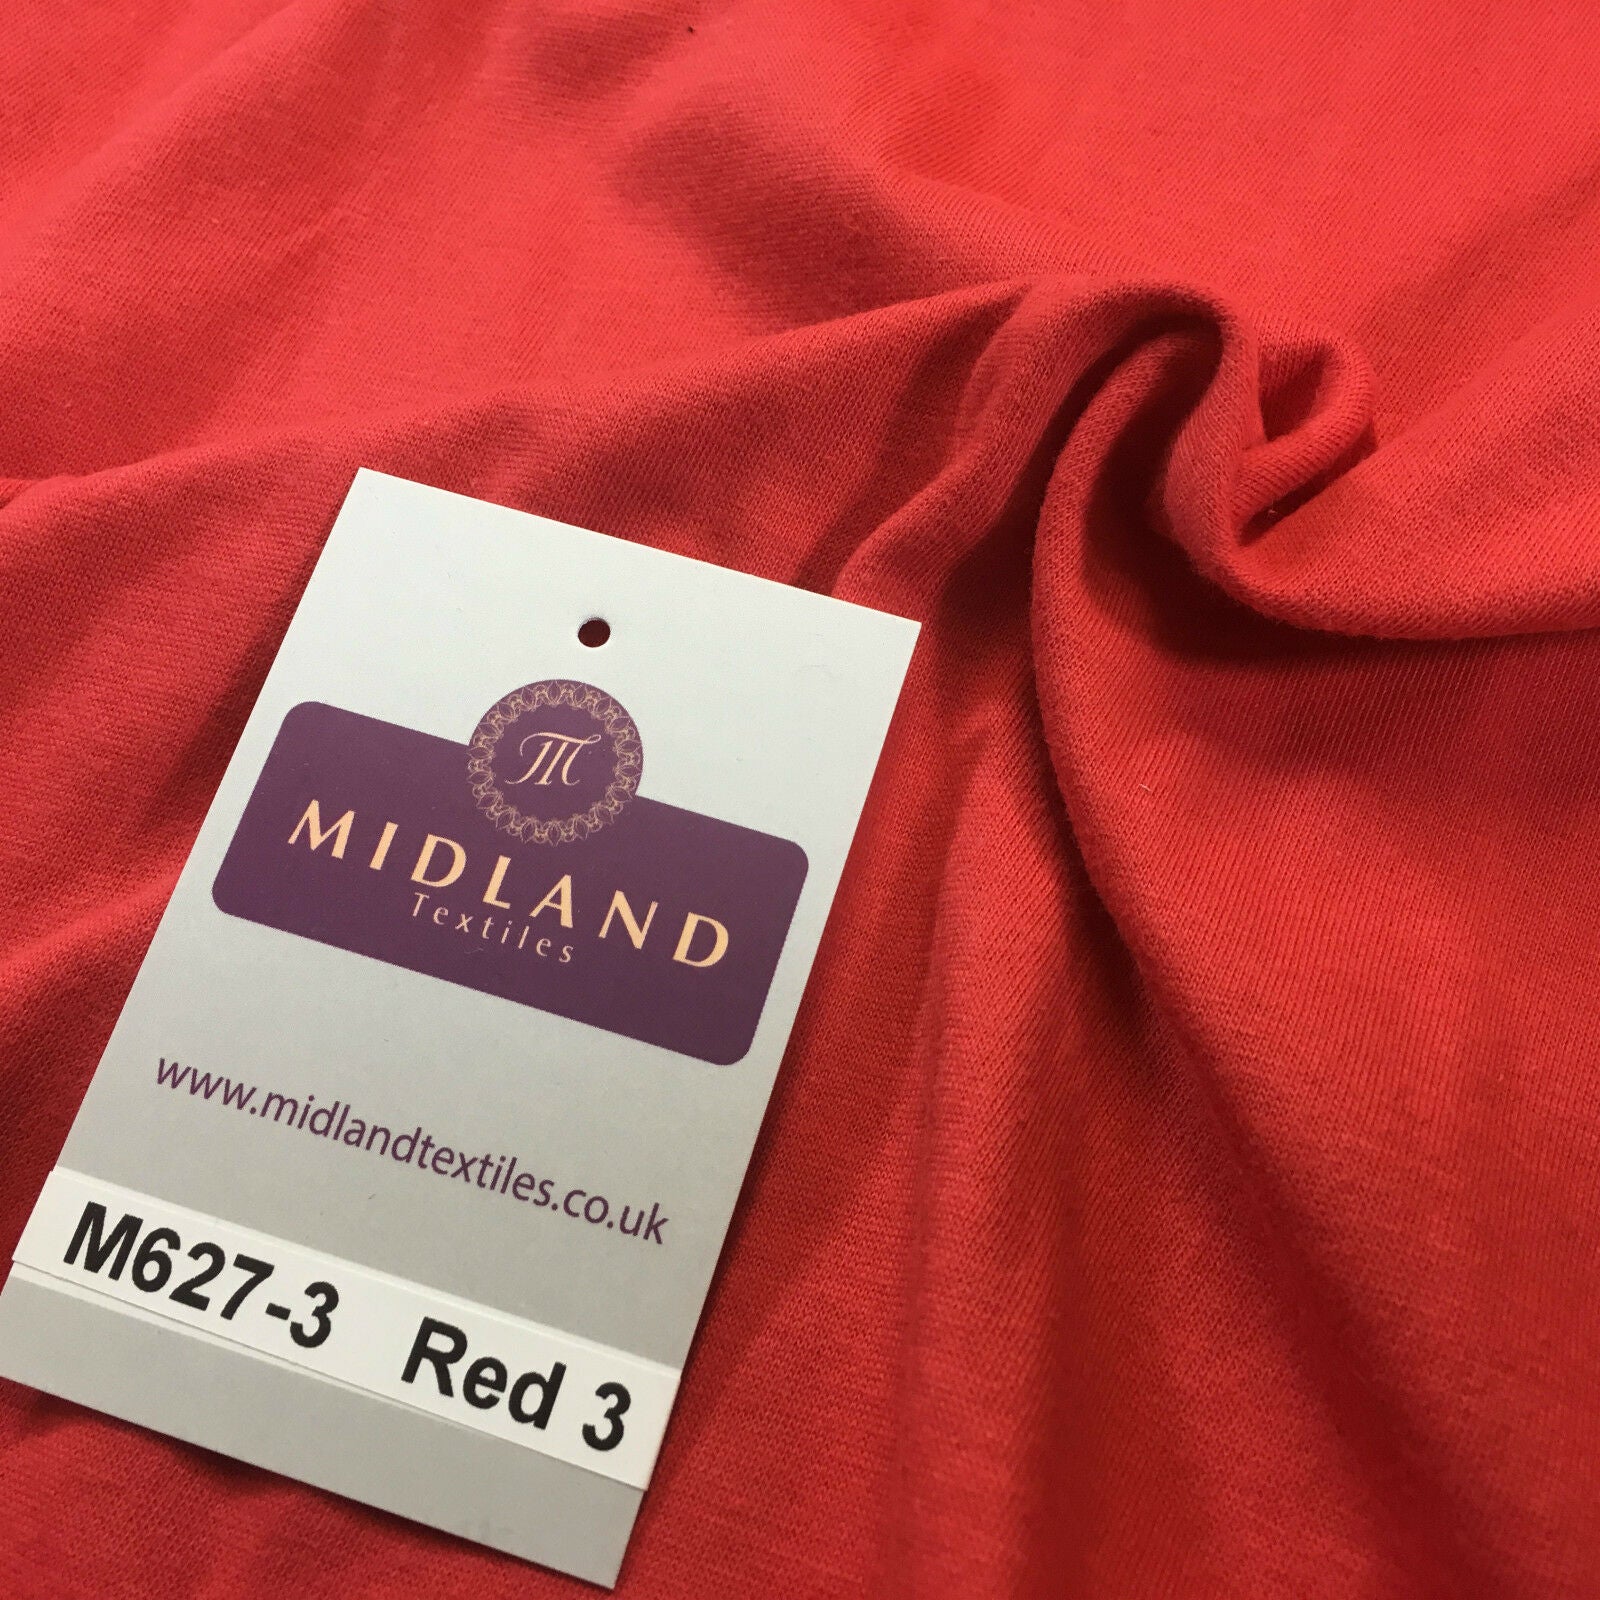 M
MIDLAND
Textiles
www.midlandtextiles.co.uk
M627-3 Red 3